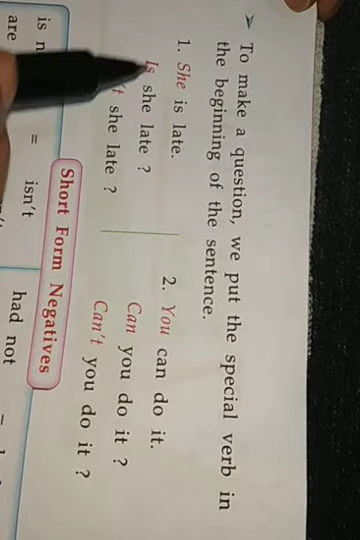 ➢ To make a question, we put the special verb in
the beginning of the sentence.
1. She is late.
Is she late ?
she late ?
2. You can do it.
Can you do it ?
Can't you do it ?
Short Form Negatives
is
= isn't
had not
are